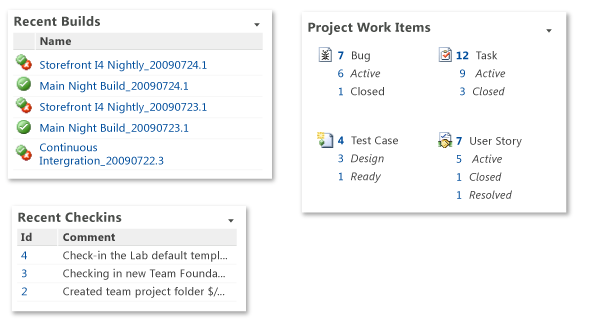 Recent Builds
Name
Storefront I4 Nightly_20090724.1
Main Night Build_20090724.1
Storefront I4 Nightly_20090723.1
Main Night Build_20090723.1
Continuous
Intergration_20090722.3
Project Work Items
7 Bug
6 Active
1 Closed
12 Task
9 Active
3 Closed
4 Test Case
3 Design
1 Ready
7 User Story
5 Active
1 Closed
1 Resolved
Recent Checkins
Id Comment
4 Check-in the Lab default templ...
3 Checking in new Team Founda...
2 Created team project folder $/...